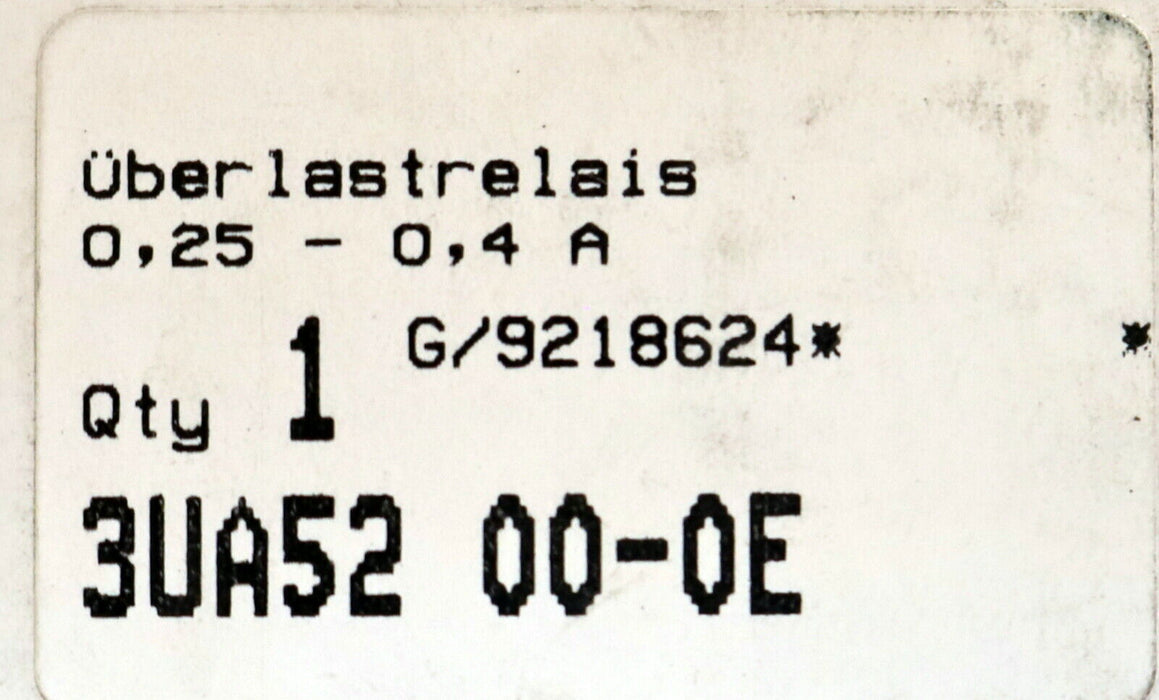 Überlastrelais
0,25 - 0,4 A
G/9218624* *
Qty 1
3UA52 00-0E